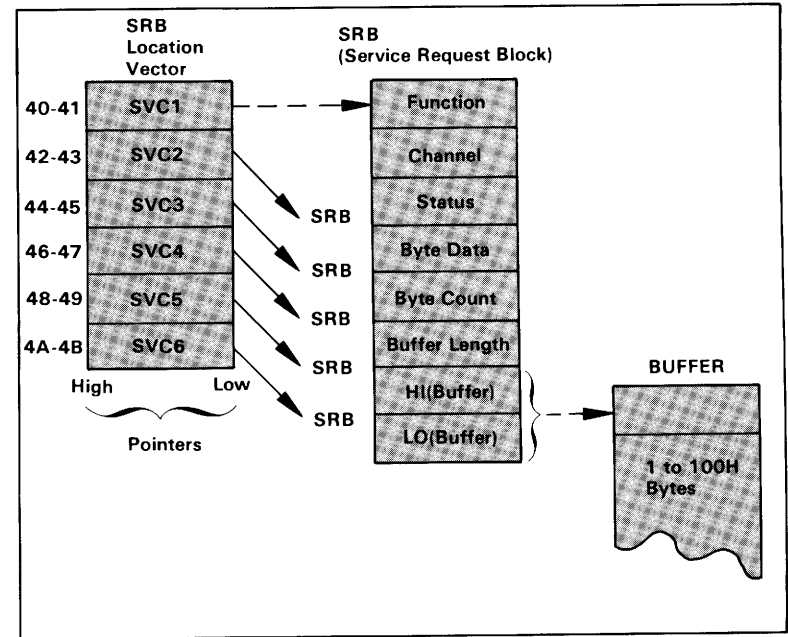 SRB
Location
Vector
40-41 SVC1
42-43 SVC2
44-45 SVC3
46-47 SVC4
48-49 SVC5
4A-4B SVC6
High Low
Pointers
SRB
SRB
SRB
SRB
SRB
SRB
(Service Request Block)
Function
Channel
Status
Byte Data
Byte Count
Buffer Length
HI(Buffer)
LO(Buffer)
BUFFER
1 to 100H
Bytes